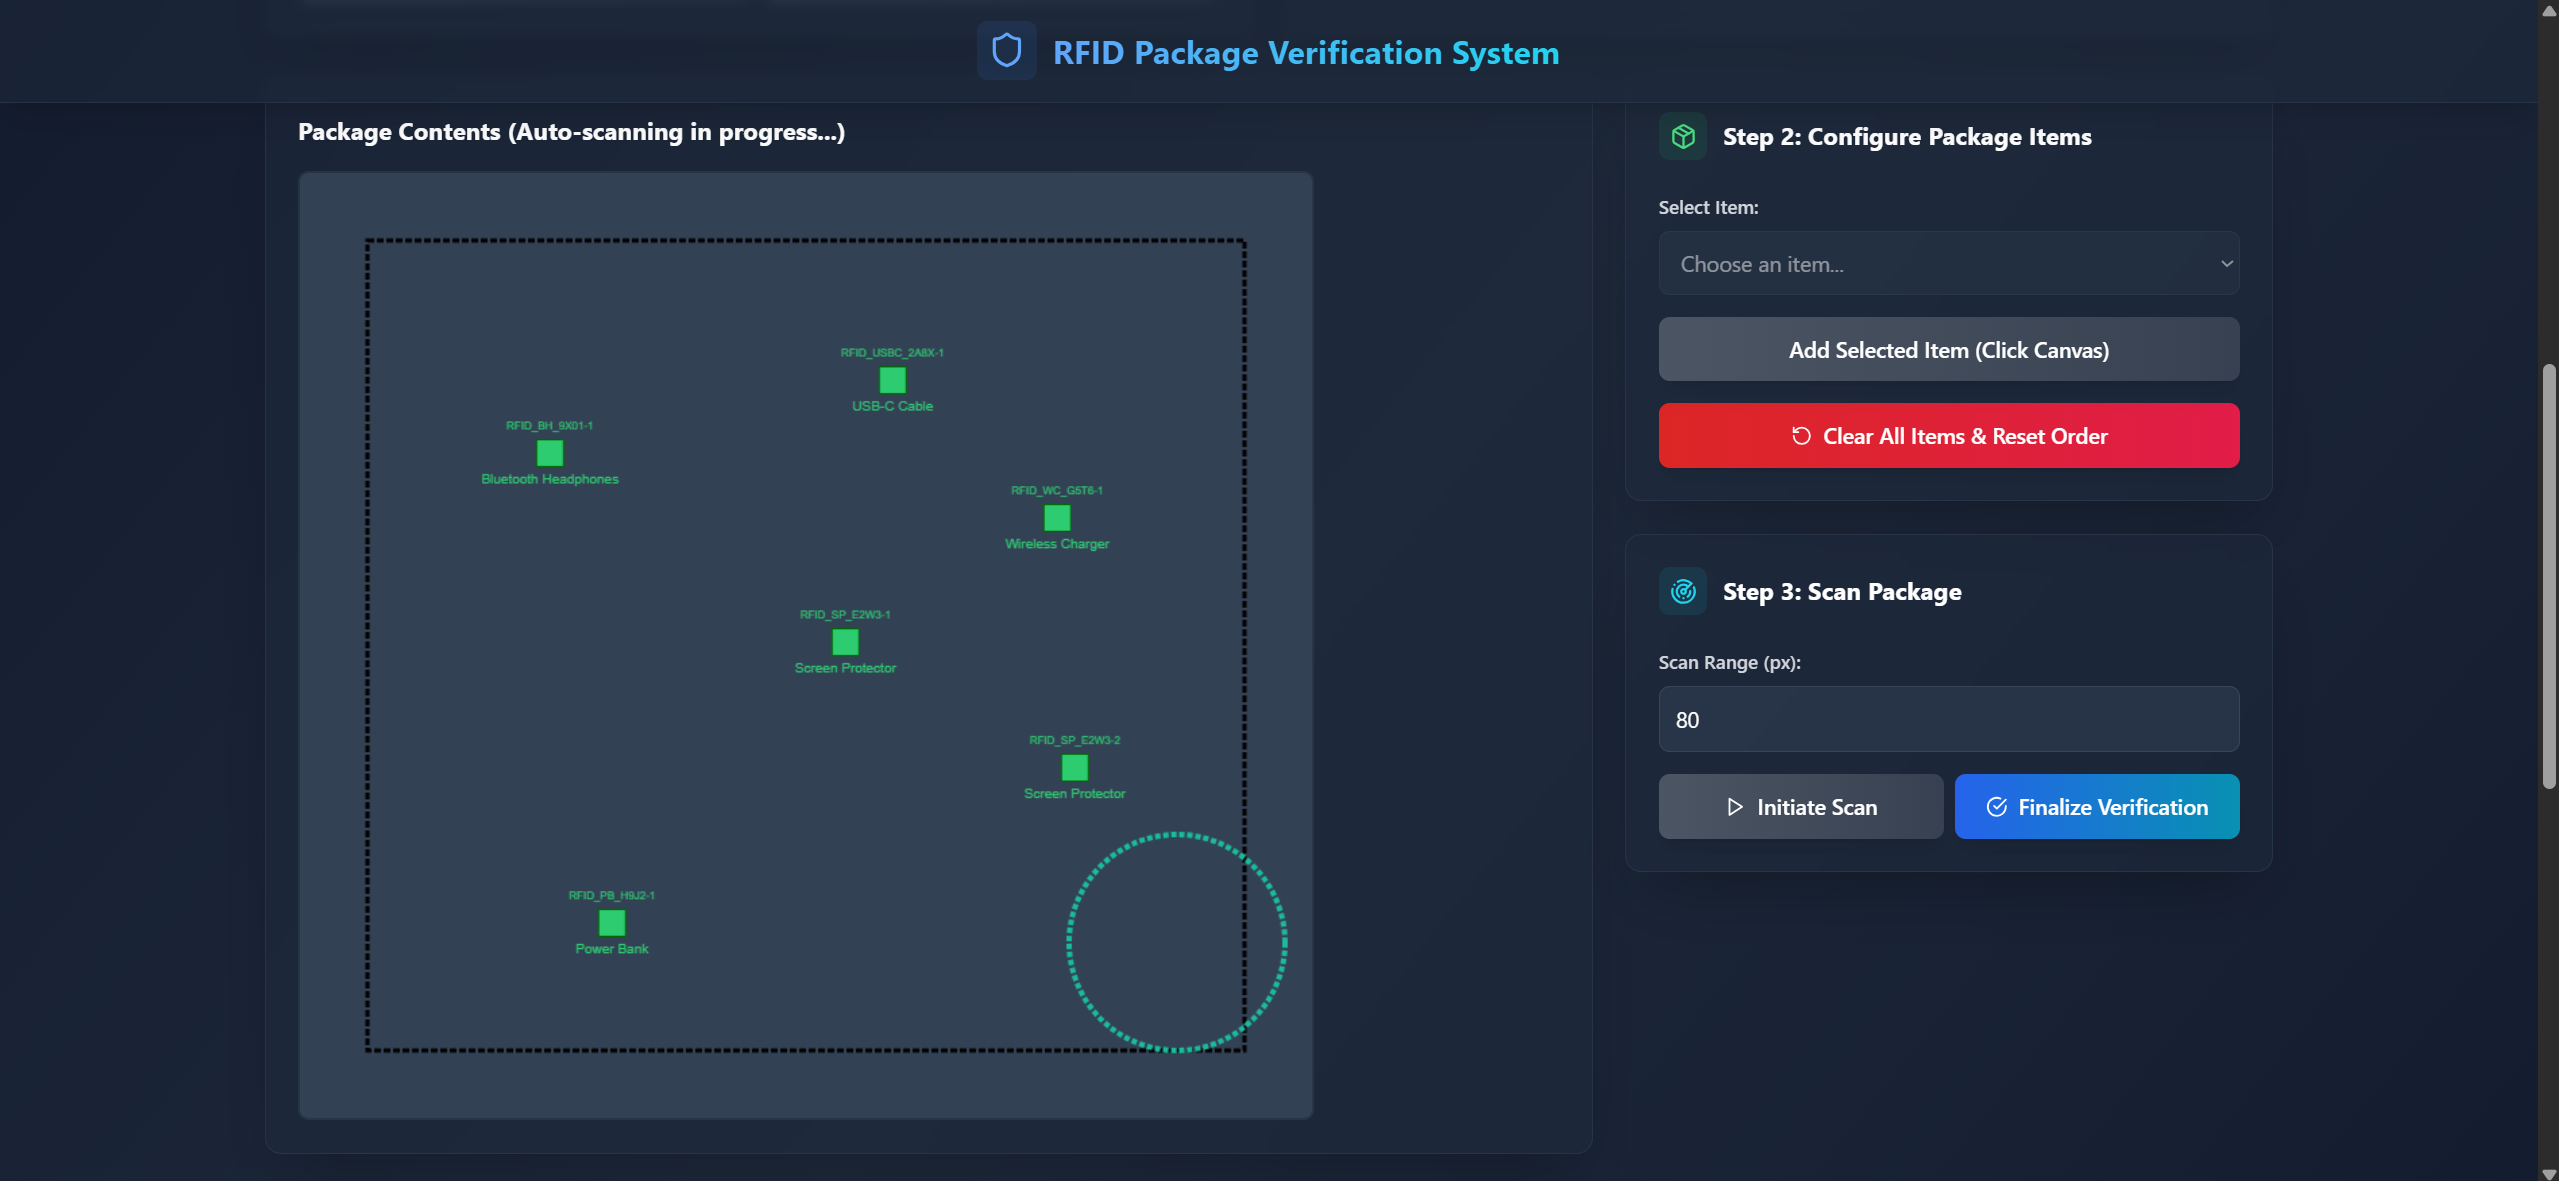 RFID Package Verification System
Package Contents (Auto-scanning in progress...)
RFID_USBC_2A8X-1
USB-C Cable
RFID_BH_9X01-1
Bluetooth Headphones
RFID_WC_G5T6-1
Wireless Charger
RFID_SP_E2W3-1
Screen Protector
RFID_SP_E2W3-2
Screen Protector
RFID_PB_H9J2-1
Power Bank
Step 2: Configure Package Items
Select Item:
Choose an item...
Add Selected Item (Click Canvas)
Clear All Items & Reset Order
Step 3: Scan Package
Scan Range (px):
80
Initiate Scan
Finalize Verification